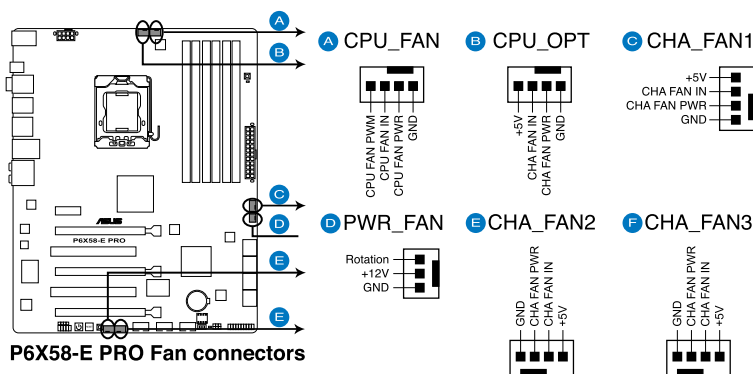 A
B
C
D
E
E
ASUS
P6X58-E PRO
P6X58-E PRO Fan connectors
A CPU_FAN
CPU FAN PWM
CPU FAN IN
CPU FAN PWR
GND
B CPU_OPT
+5V
CHA FAN IN
CHA FAN PWR
GND
C CHA_FAN1
+5V
CHA FAN IN
CHA FAN PWR
GND
D PWR_FAN
Rotation
+12V
GND
E CHA_FAN2
GND
CHA FAN PWR
CHA FAN IN
+5V
F CHA_FAN3
GND
CHA FAN PWR
CHA FAN IN
+5V